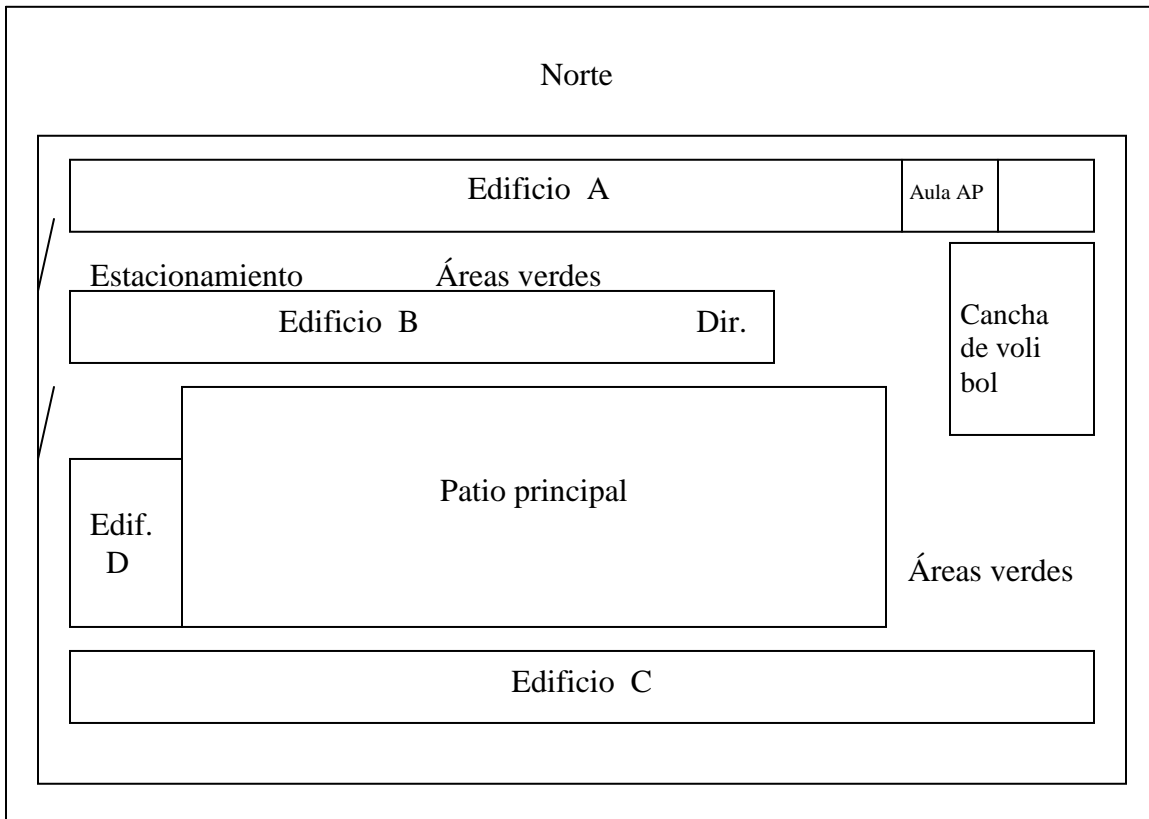 Norte
Edificio A
Aula AP
Estacionamiento
Áreas verdes
Edificio B
Dir.
Cancha
de voli
bol
Patio principal
Edif.
D
Áreas verdes
Edificio C